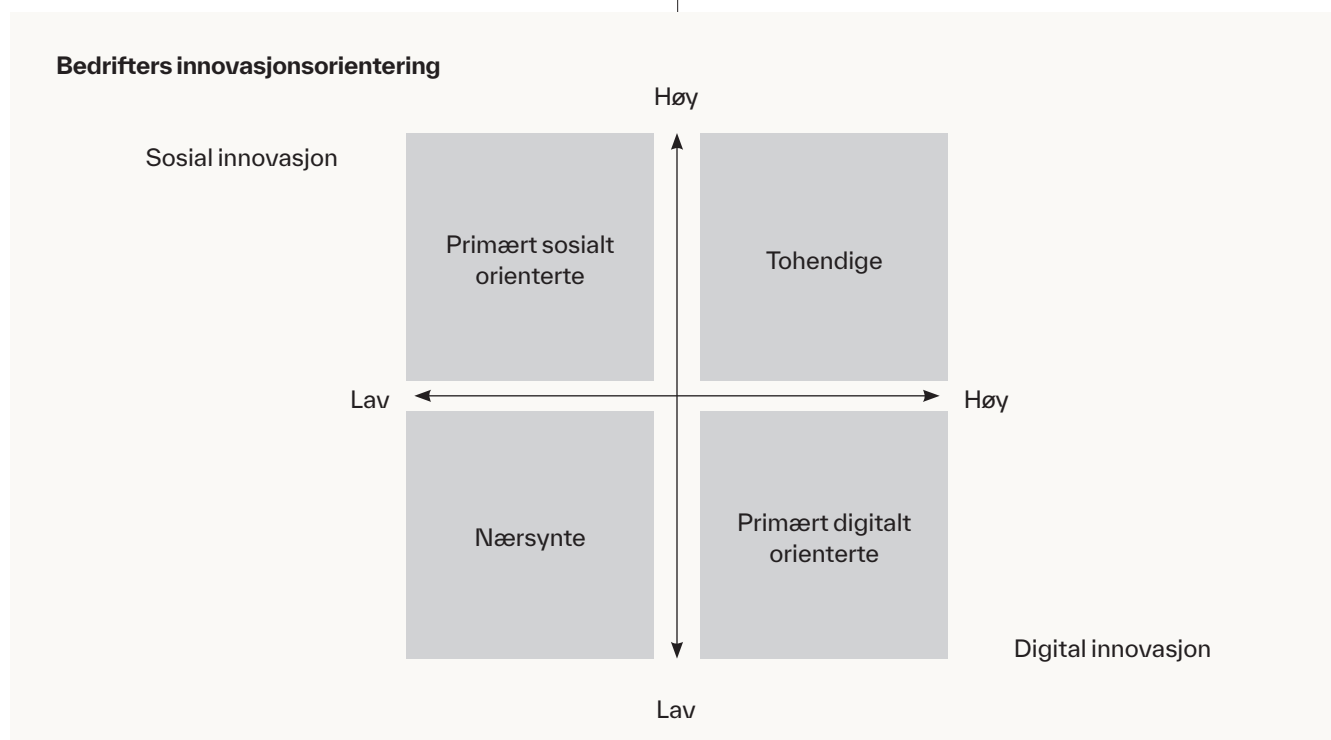 Bedrifters innovasjonsorientering
Høy
Sosial innovasjon
Primært sosialt
orienterte
Tohendige
Lav
Høy
Nærsynte
Primært digitalt
orienterte
Digital innovasjon
Lav